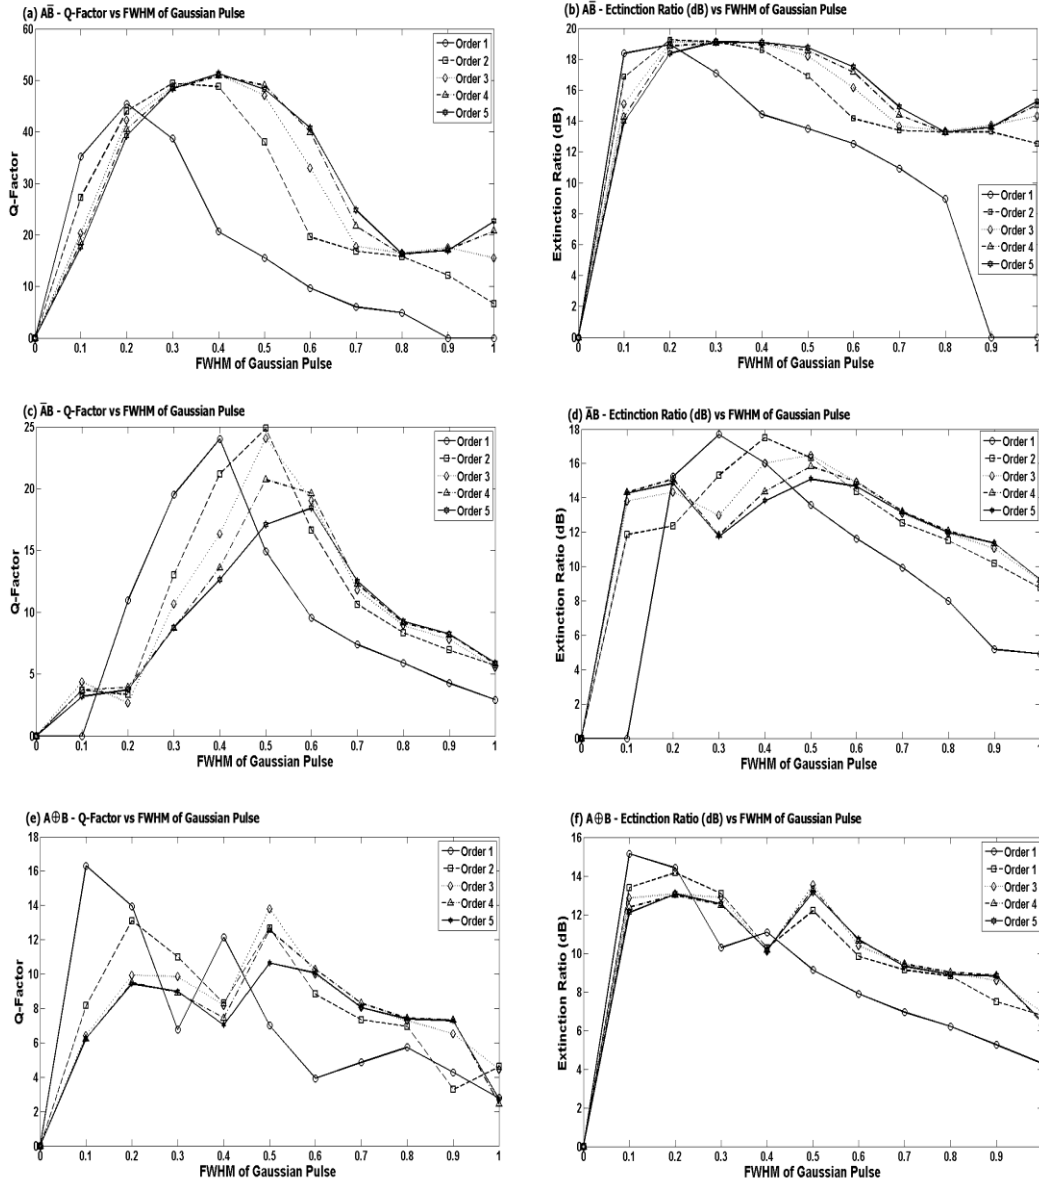 (a) AB̅ - Q-Factor vs FWHM of Gaussian Pulse
60
50
40
30
20
10
0
Q-Factor
0 0.1 0.2 0.3 0.4 0.5 0.6 0.7 0.8 0.9 1
FWHM of Gaussian Pulse
Order 1
Order 2
Order 3
Order 4
Order 5
(b) AB̅ - Extinction Ratio (dB) vs FWHM of Gaussian Pulse
20
18
16
14
12
10
8
6
4
2
0
Extinction Ratio (dB)
0 0.1 0.2 0.3 0.4 0.5 0.6 0.7 0.8 0.9 1
FWHM of Gaussian Pulse
Order 1
Order 2
Order 3
Order 4
Order 5
(c) A̅B - Q-Factor vs FWHM of Gaussian Pulse
25
20
15
10
5
0
Q-Factor
0 0.1 0.2 0.3 0.4 0.5 0.6 0.7 0.8 0.9 1
FWHM of Gaussian Pulse
Order 1
Order 2
Order 3
Order 4
Order 5
(d) A̅B - Extinction Ratio (dB) vs FWHM of Gaussian Pulse
18
16
14
12
10
8
6
4
2
0
Extinction Ratio (dB)
0 0.1 0.2 0.3 0.4 0.5 0.6 0.7 0.8 0.9 1
FWHM of Gaussian Pulse
Order 1
Order 2
Order 3
Order 4
Order 5
(e) A⊕B - Q-Factor vs FWHM of Gaussian Pulse
18
16
14
12
10
8
6
4
2
0
Q-Factor
0 0.1 0.2 0.3 0.4 0.5 0.6 0.7 0.8 0.9 1
FWHM of Gaussian Pulse
Order 1
Order 2
Order 3
Order 4
Order 5
(f) A⊕B - Extinction Ratio (dB) vs FWHM of Gaussian Pulse
16
14
12
10
8
6
4
2
0
Extinction Ratio (dB)
0 0.1 0.2 0.3 0.4 0.5 0.6 0.7 0.8 0.9 1
FWHM of Gaussian Pulse
Order 1
Order 1
Order 3
Order 4
Order 5